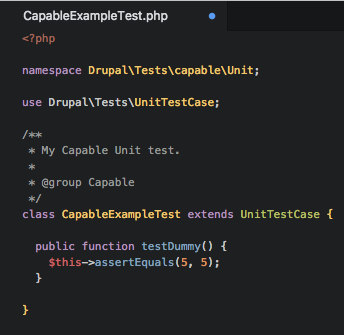 CapableExampleTest.php
<?php
namespace Drupal\Tests\capable\Unit;
use Drupal\Tests\UnitTestCase;
/**
 * My Capable Unit test.
 *
 * @group Capable
 */
class CapableExampleTest extends UnitTestCase {
  public function testDummy() {
    $this->assertEquals(5, 5);
  }
}